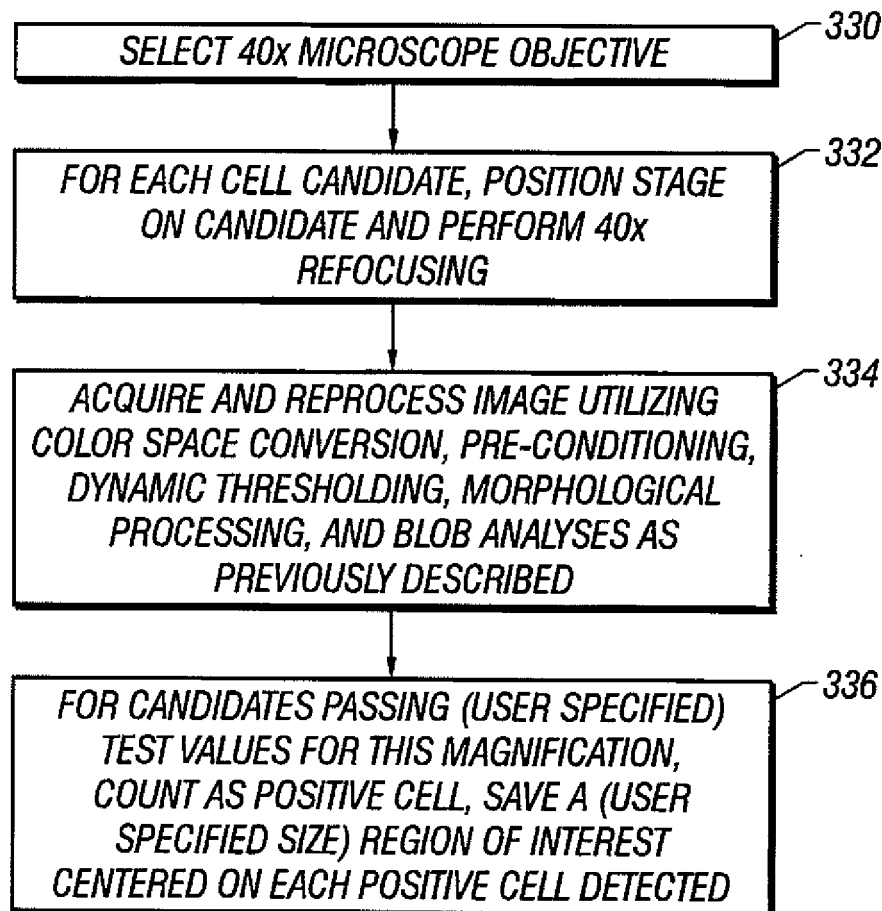 330
SELECT 40x MICROSCOPE OBJECTIVE
332
FOR EACH CELL CANDIDATE, POSITION STAGE
ON CANDIDATE AND PERFORM 40x
REFOCUSING
334
ACQUIRE AND REPROCESS IMAGE UTILIZING
COLOR SPACE CONVERSION, PRE-CONDITIONING,
DYNAMIC THRESHOLDING, MORPHOLOGICAL
PROCESSING, AND BLOB ANALYSES AS
PREVIOUSLY DESCRIBED
336
FOR CANDIDATES PASSING (USER SPECIFIED)
TEST VALUES FOR THIS MAGNIFICATION,
COUNT AS POSITIVE CELL, SAVE A (USER
SPECIFIED SIZE) REGION OF INTEREST
CENTERED ON EACH POSITIVE CELL DETECTED